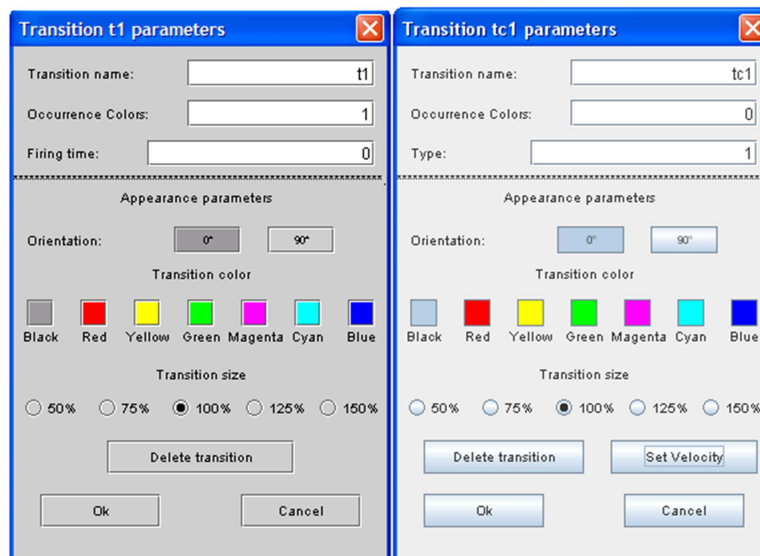 Transition t1 parameters
Transition name: t1
Occurrence Colors: 1
Firing time: 0
Appearance parameters
Orientation: 0° 90°
Transition color
Black Red Yellow Green Magenta Cyan Blue
Transition size
50% 75% 100% 125% 150%
Delete transition
Ok Cancel
Transition tc1 parameters
Transition name: tc1
Occurrence Colors: 0
Type: 1
Appearance parameters
Orientation: 0° 90°
Transition color
Black Red Yellow Green Magenta Cyan Blue
Transition size
50% 75% 100% 125% 150%
Delete transition Set Velocity
Ok Cancel